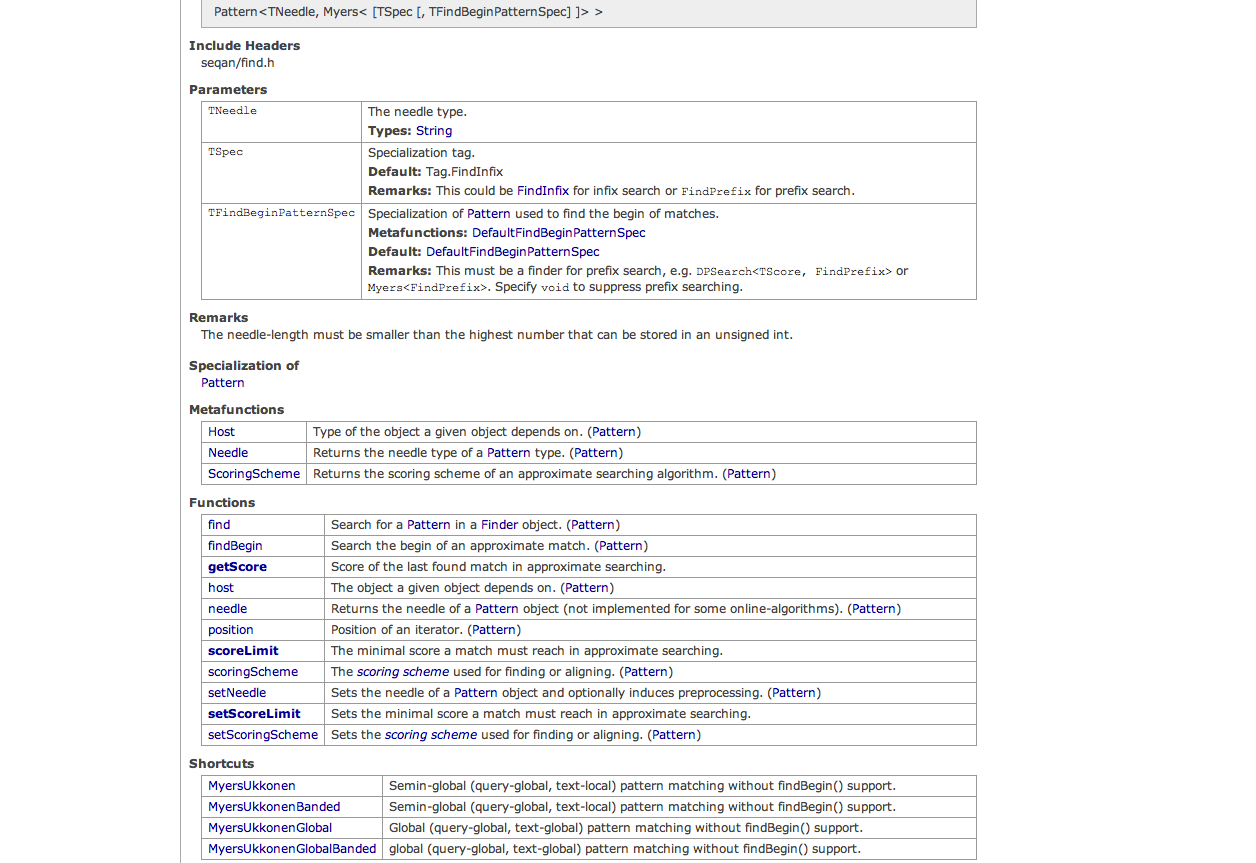 Pattern<TNeedle, Myers< [TSpec [, TFindBeginPatternSpec] ]> >
Include Headers
seqan/find.h
Parameters
TNeedle
The needle type.
Types: String
TSpec
Specialization tag.
Default: Tag.FindInfix
Remarks: This could be FindInfix for infix search or FindPrefix for prefix search.
TFindBeginPatternSpec
Specialization of Pattern used to find the begin of matches.
Metafunctions: DefaultFindBeginPatternSpec
Default: DefaultFindBeginPatternSpec
Remarks: This must be a finder for prefix search, e.g. DPSearch<TScore, FindPrefix> or
Myers<FindPrefix>. Specify void to suppress prefix searching.
Remarks
The needle-length must be smaller than the highest number that can be stored in an unsigned int.
Specialization of
Pattern
Metafunctions
Host Type of the object a given object depends on. (Pattern)
Needle Returns the needle type of a Pattern type. (Pattern)
ScoringScheme Returns the scoring scheme of an approximate searching algorithm. (Pattern)
Functions
find Search for a Pattern in a Finder object. (Pattern)
findBegin Search the begin of an approximate match. (Pattern)
getScore Score of the last found match in approximate searching.
host The object a given object depends on. (Pattern)
needle Returns the needle of a Pattern object (not implemented for some online-algorithms). (Pattern)
position Position of an iterator. (Pattern)
scoreLimit The minimal score a match must reach in approximate searching.
scoringScheme The scoring scheme used for finding or aligning. (Pattern)
setNeedle Sets the needle of a Pattern object and optionally induces preprocessing. (Pattern)
setScoreLimit Sets the minimal score a match must reach in approximate searching.
setScoringScheme Sets the scoring scheme used for finding or aligning. (Pattern)
Shortcuts
MyersUkkonen Semin-global (query-global, text-local) pattern matching without findBegin() support.
MyersUkkonenBanded Semin-global (query-global, text-local) pattern matching without findBegin() support.
MyersUkkonenGlobal Global (query-global, text-global) pattern matching without findBegin() support.
MyersUkkonenGlobalBanded global (query-global, text-global) pattern matching without findBegin() support.